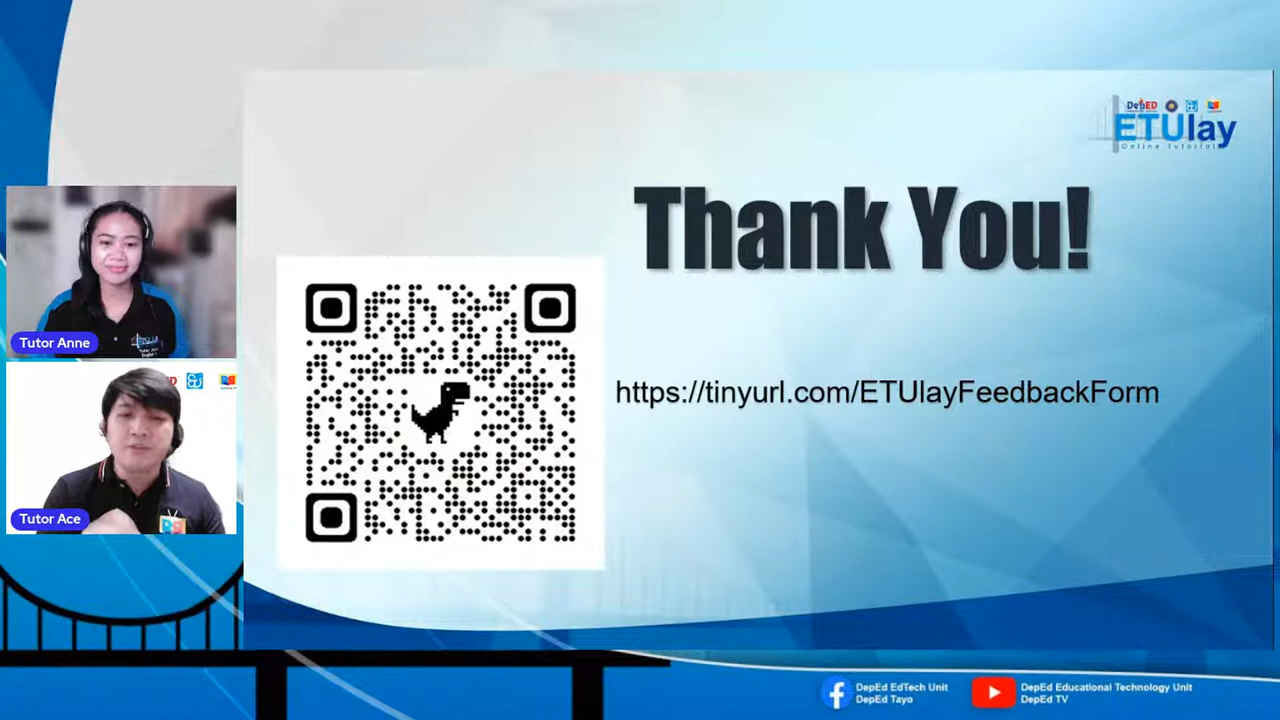 DepED
ETUlay
Online Tutorial
Thank You!
https://tinyurl.com/ETUlayFeedbackForm
Tutor Anne
Tutor Ace
DepEd EdTech Unit
DepEd Tayo
DepEd Educational Technology Unit
DepEd TV